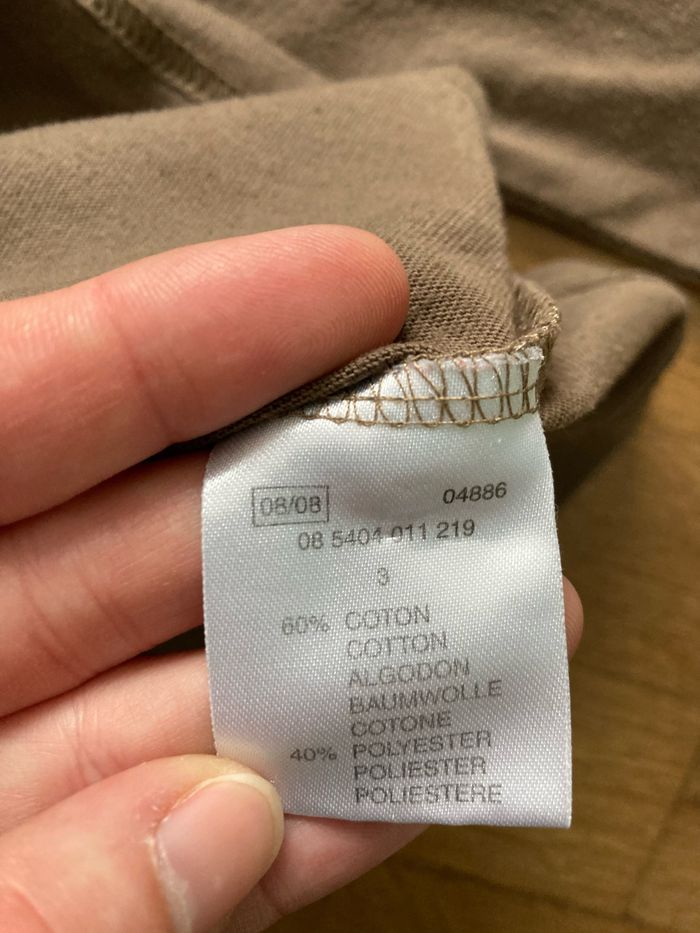 08/08 04886
08 5404 011 219
3
60% COTON
COTTON
ALGODON
BAUMWOLLE
COTONE
40% POLYESTER
POLIESTER
POLIESTERE